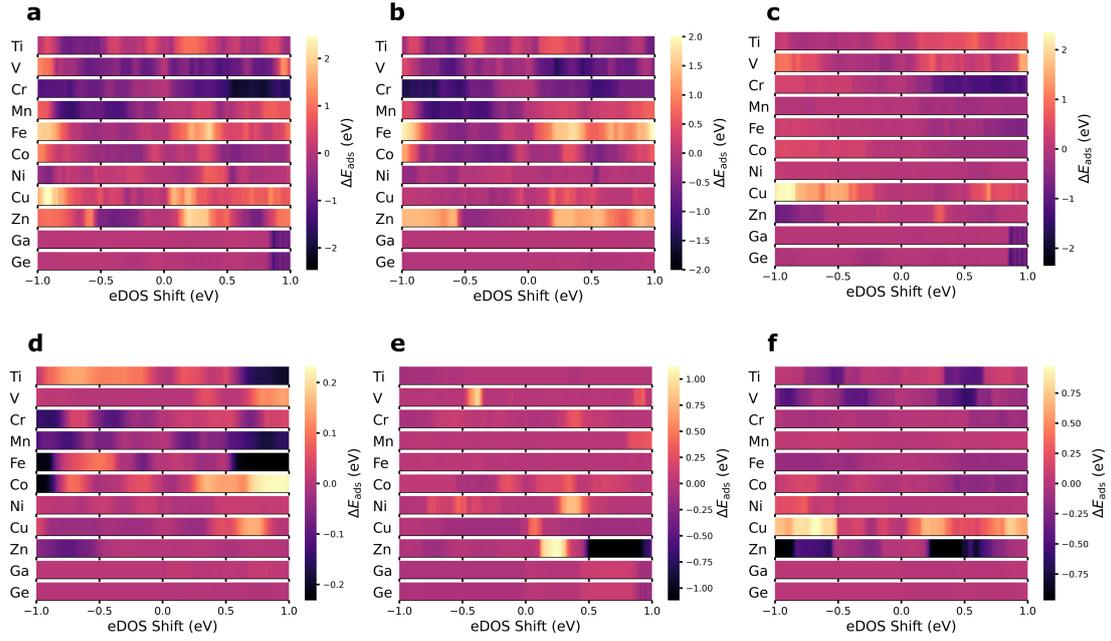 a
Ti
V
Cr
Mn
Fe
Co
Ni
Cu
Zn
Ga
Ge
−1.0 −0.5 0.0 0.5 1.0
eDOS Shift (eV)
2
1
0
−1
−2
ΔEads (eV)
b
Ti
V
Cr
Mn
Fe
Co
Ni
Cu
Zn
Ga
Ge
−1.0 −0.5 0.0 0.5 1.0
eDOS Shift (eV)
2.0
1.5
1.0
0.5
0.0
−0.5
−1.0
−1.5
−2.0
ΔEads (eV)
c
Ti
V
Cr
Mn
Fe
Co
Ni
Cu
Zn
Ga
Ge
−1.0 −0.5 0.0 0.5 1.0
eDOS Shift (eV)
2
1
0
−1
−2
ΔEads (eV)
d
Ti
V
Cr
Mn
Fe
Co
Ni
Cu
Zn
Ga
Ge
−1.0 −0.5 0.0 0.5 1.0
eDOS Shift (eV)
0.2
0.1
0.0
−0.1
−0.2
ΔEads (eV)
e
Ti
V
Cr
Mn
Fe
Co
Ni
Cu
Zn
Ga
Ge
−1.0 −0.5 0.0 0.5 1.0
eDOS Shift (eV)
1.00
0.75
0.50
0.25
0.00
−0.25
−0.50
−0.75
−1.00
ΔEads (eV)
f
Ti
V
Cr
Mn
Fe
Co
Ni
Cu
Zn
Ga
Ge
−1.0 −0.5 0.0 0.5 1.0
eDOS Shift (eV)
0.75
0.50
0.25
0.00
−0.25
−0.50
−0.75
ΔEads (eV)